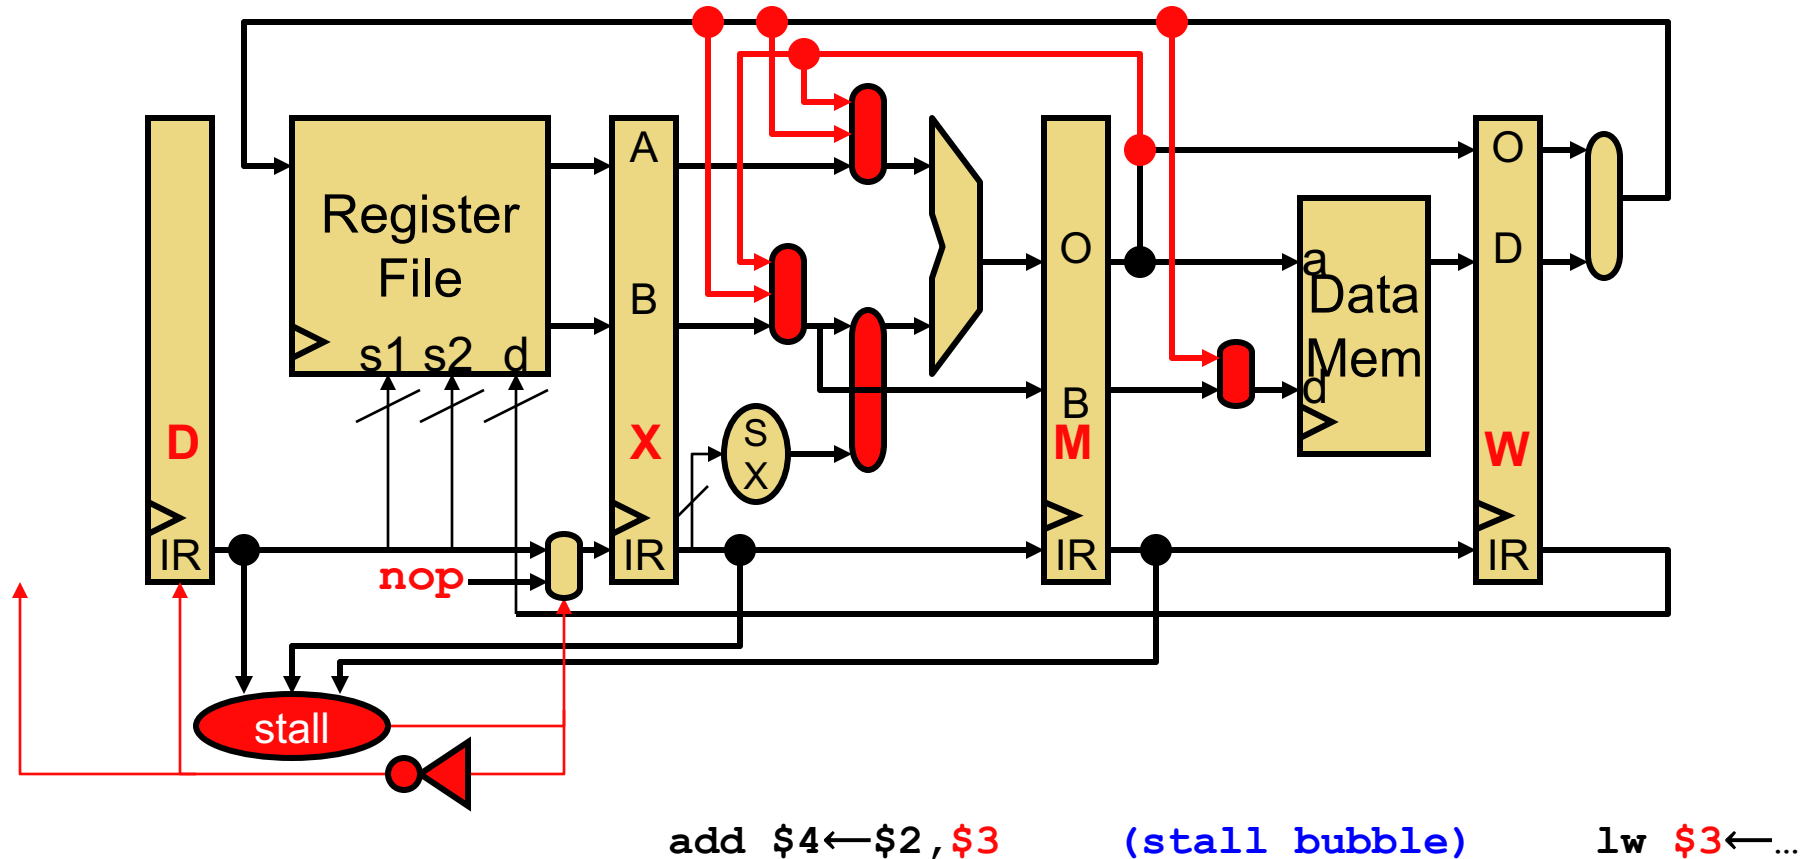 Register
File
s1 s2 d
D
IR
nop
A
B
X
IR
S
X
O
B
M
IR
a
Data
Mem
d
O
D
W
IR
stall
add $4←$2,$3 (stall bubble) lw $3←…